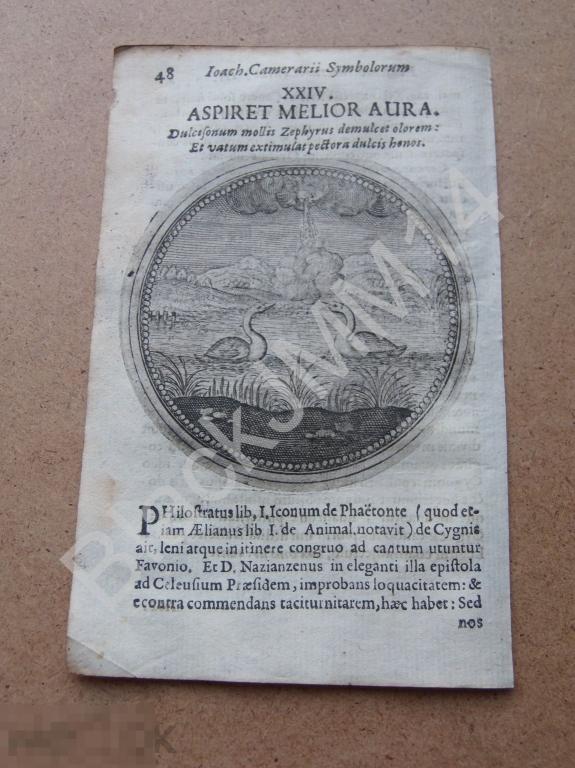 48 Ioach. Camerarii Symbolorum
XXIV.
ASPIRET MELIOR AURA.
Dulcisonum mollis Zephyrus demulcet olorem:
Et vatum extimulat pectora dulcis honos.
PHilostratus lib, I. Iconum de Phaëtonte ( quod et-
iam Ælianus lib I. de Animal. notavit ) de Cygnis
ait, leni atque in itinere congruo ad cantum utuntur
Favonio. Et D. Nazianzenus in eleganti illa epistola
ad Celeusium Præsidem, improbans loquacitatem: &
econtra commendans taciturnitatem, hæc habet: Sed
nos
BlackJMM14